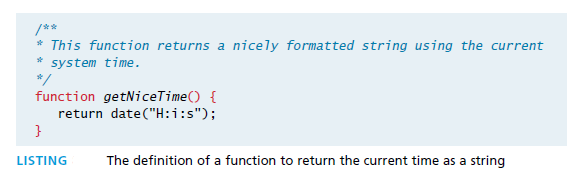 /**
* This function returns a nicely formatted string using the current
* system time.
*/
function getNiceTime() {
return date("H:i:s");
}
LISTING The definition of a function to return the current time as a string